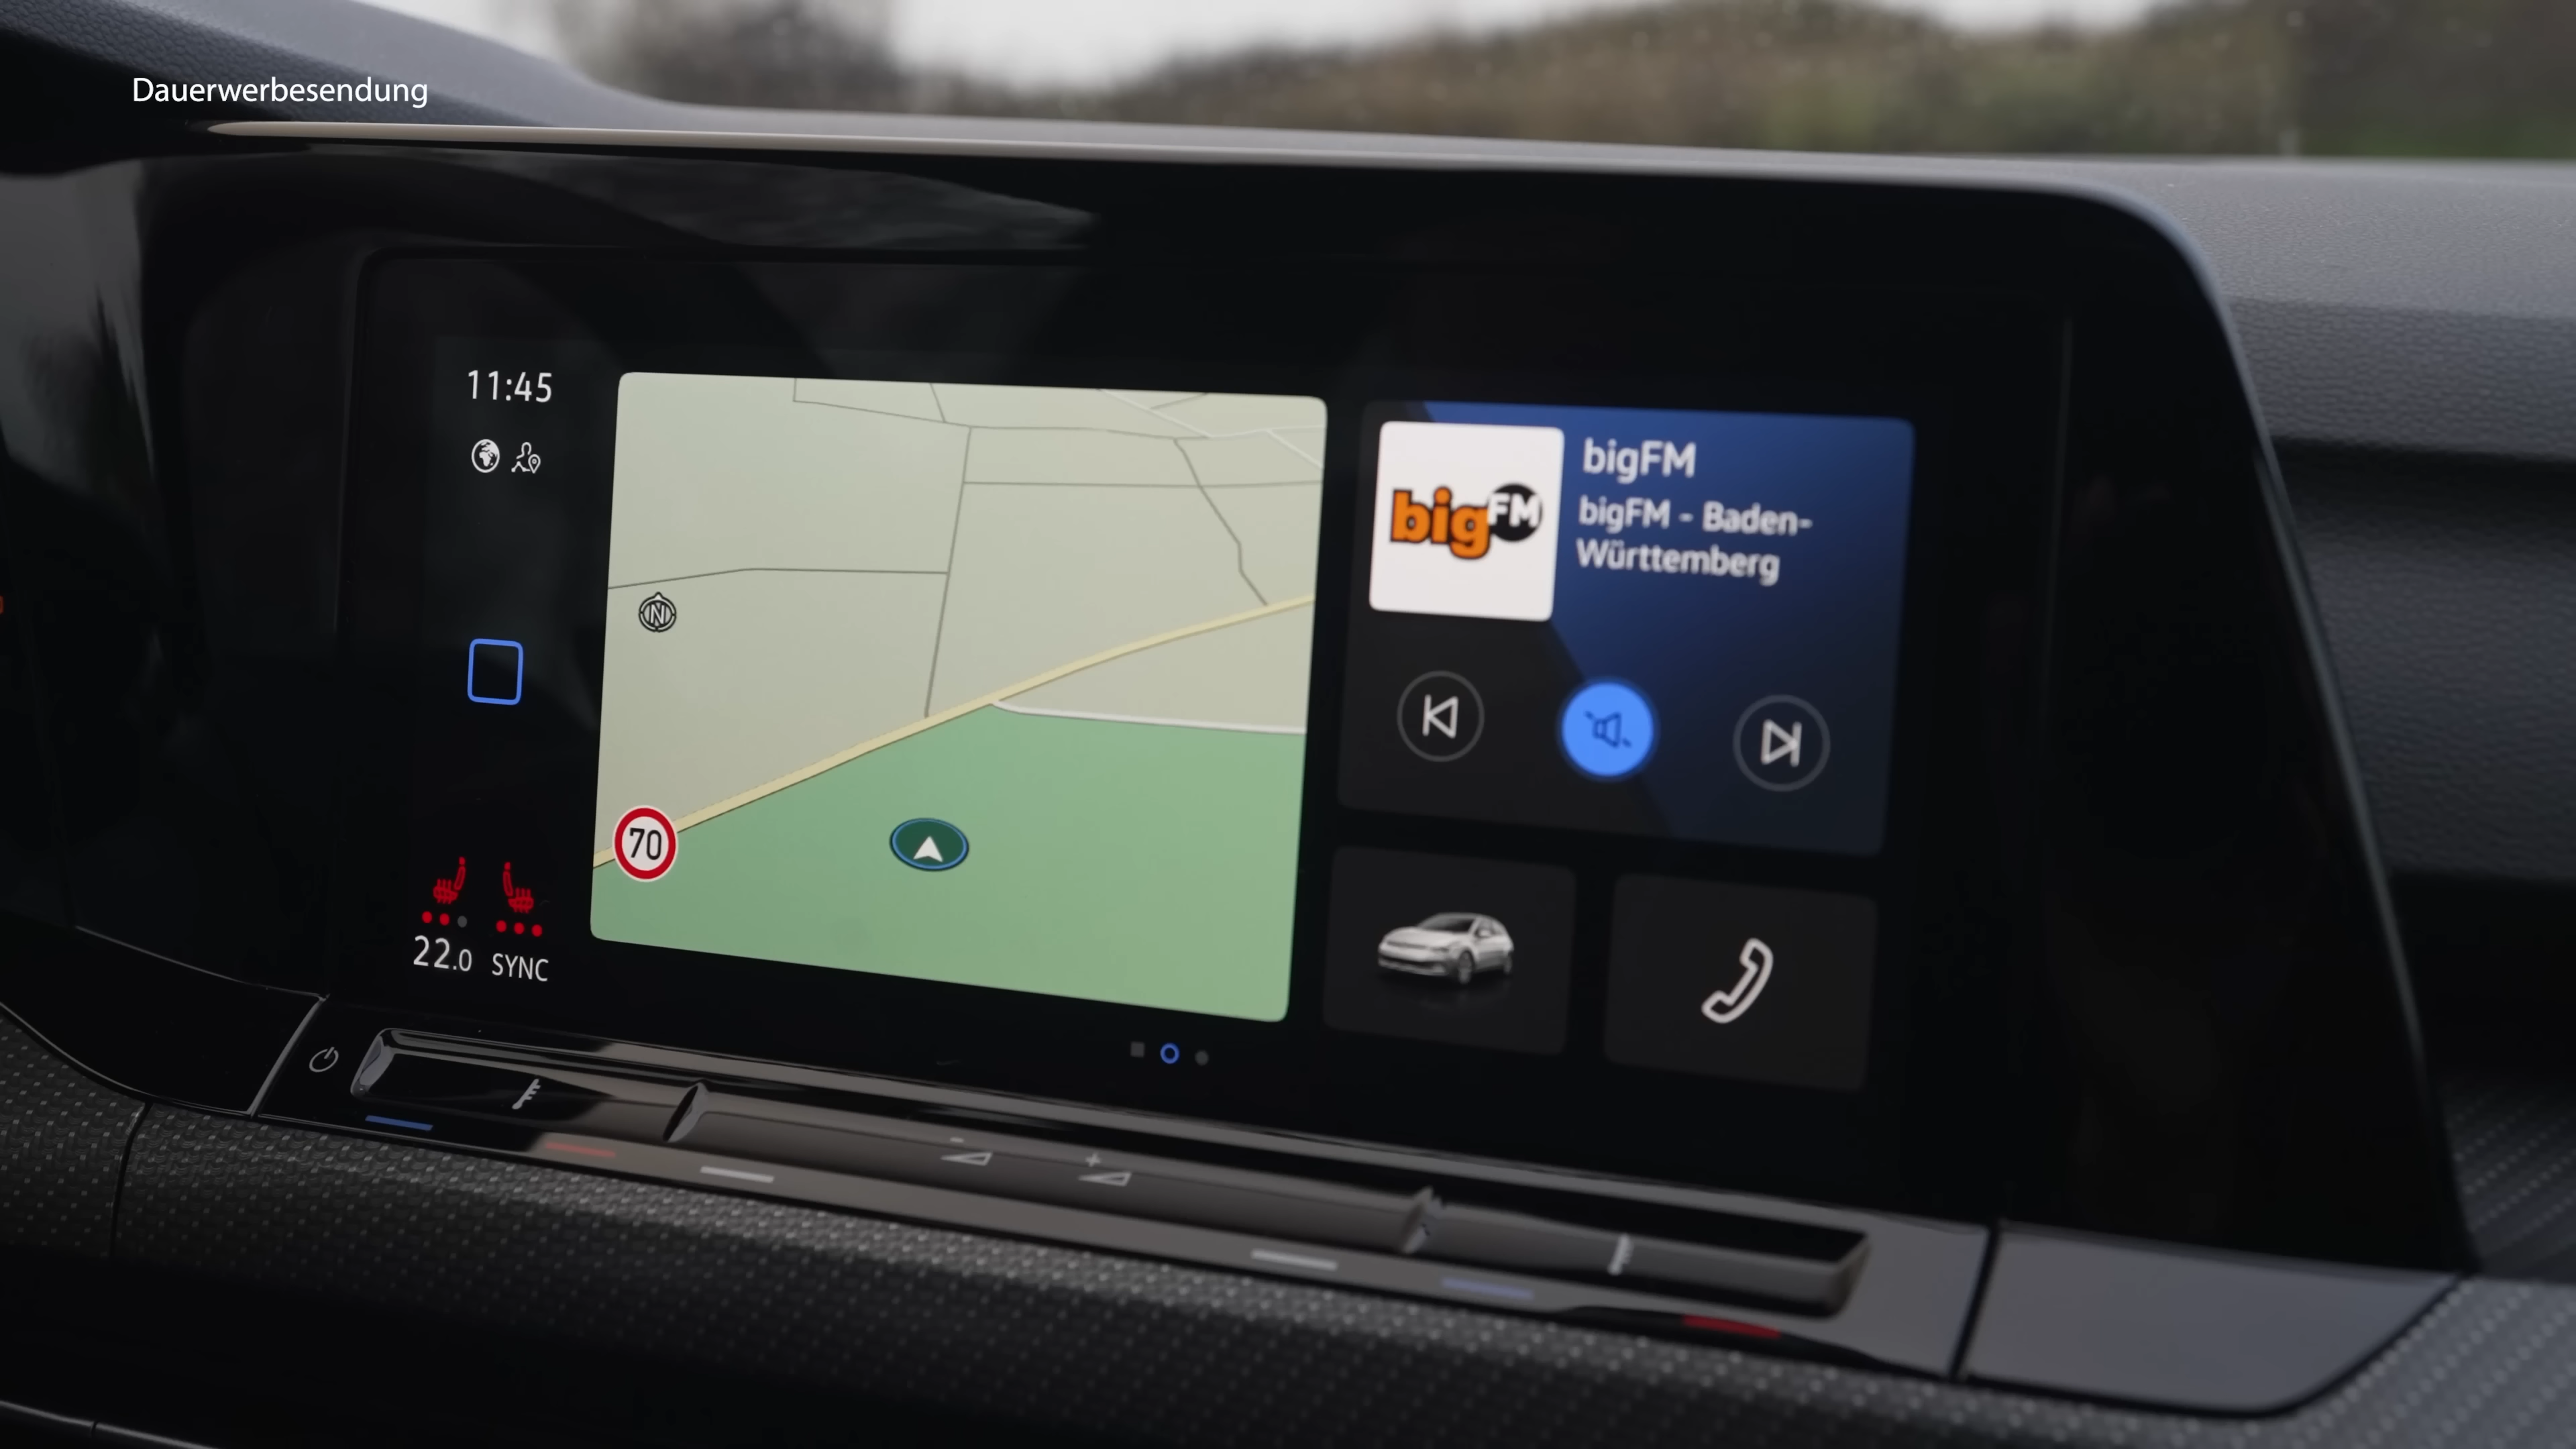 Dauerwerbesendung
11:45
N
70
22.0 SYNC
bigFM
bigFM
bigFM - Baden-
Württemberg